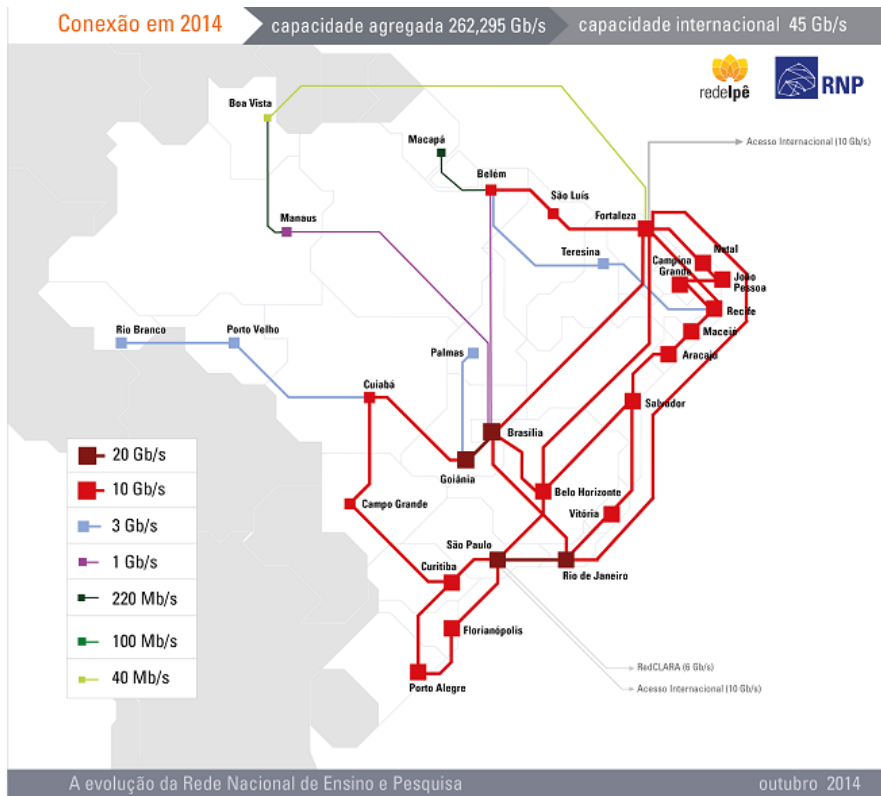 Conexão em 2014
capacidade agregada 262,295 Gb/s
capacidade internacional 45 Gb/s
redeIpê
RNP
Boa Vista
Macapá
Acesso Internacional (10 Gb/s)
Belém
São Luís
Fortaleza
Manaus
Teresina
Natal
Campina
Grande
João
Pessoa
Recife
Rio Branco
Porto Velho
Maceió
Palmas
Aracajú
Cuiabá
Salvador
Brasília
20 Gb/s
Goiânia
10 Gb/s
Belo Horizonte
Campo Grande
Vitória
3 Gb/s
São Paulo
1 Gb/s
Curitiba
Rio de Janeiro
220 Mb/s
Florianópolis
100 Mb/s
RedCLARA (6 Gb/s)
40 Mb/s
Porto Alegre
Acesso Internacional (10 Gb/s)
A evolução da Rede Nacional de Ensino e Pesquisa
outubro 2014